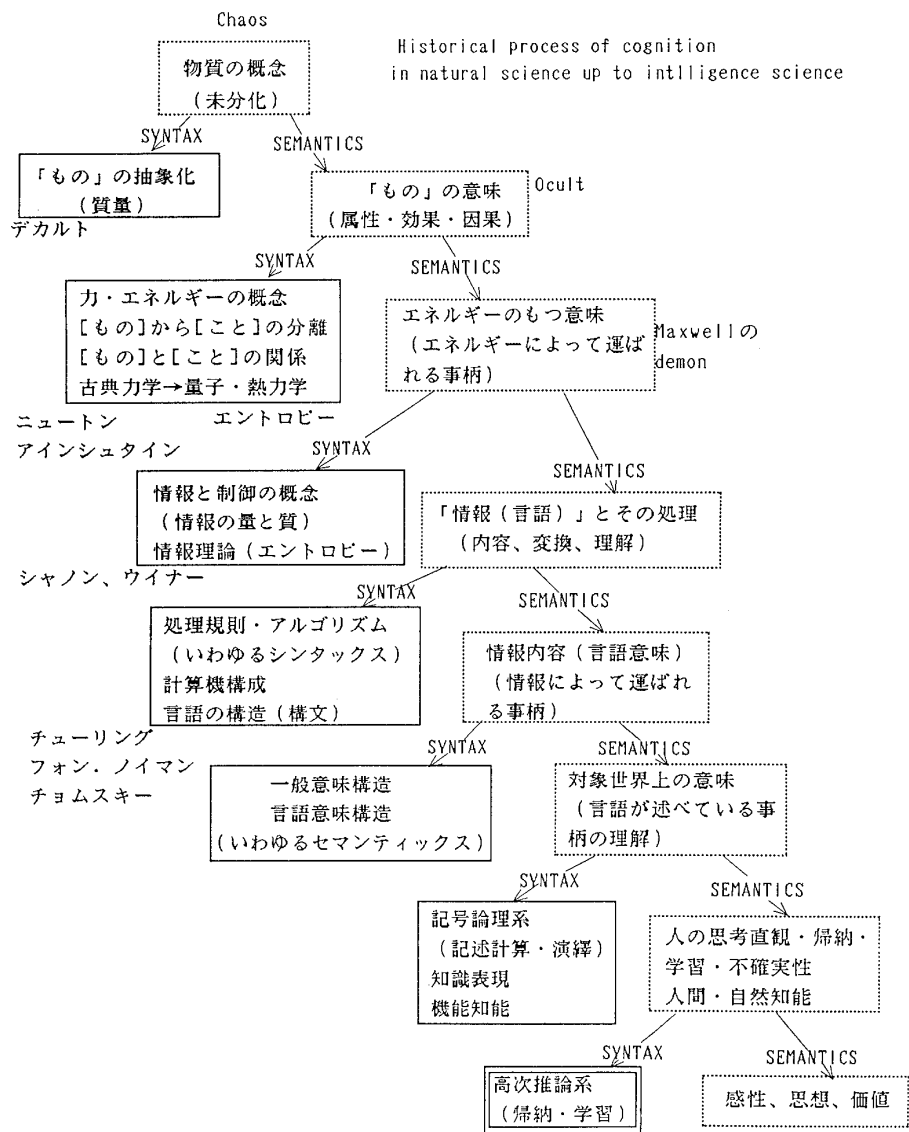 Chaos
Historical process of cognition
in natural science up to intlligence science
物質の概念
(未分化)
SYNTAX
SEMANTICS
「もの」の抽象化
(質量)
デカルト
「もの」の意味
(属性・効果・因果)
Ocult
SYNTAX
SEMANTICS
力・エネルギーの概念
[もの]から[こと]の分離
[もの]と[こと]の関係
古典力学→量子・熱力学
ニュートン
エントロピー
アインシュタイン
エネルギーのもつ意味
(エネルギーによって運ば
れる事柄)
Maxwellの
demon
SYNTAX
SEMANTICS
情報と制御の概念
(情報の量と質)
情報理論(エントロピー)
シャノン、ウイナー
「情報(言語)」とその処理
(内容、変換、理解)
SYNTAX
SEMANTICS
処理規則・アルゴリズム
(いわゆるシンタックス)
計算機構成
言語の構造(構文)
チューリング
フォン．ノイマン
チョムスキー
情報内容(言語意味)
(情報によって運ばれ
る事柄)
SYNTAX
SEMANTICS
一般意味構造
言語意味構造
(いわゆるセマンティックス)
対象世界上の意味
(言語が述べている事
柄の理解)
SYNTAX
SEMANTICS
記号論理系
(記述計算・演繹)
知識表現
機能知能
人の思考直観・帰納・
学習・不確実性
人間・自然知能
SYNTAX
SEMANTICS
高次推論系
(帰納・学習)
感性、思想、価値